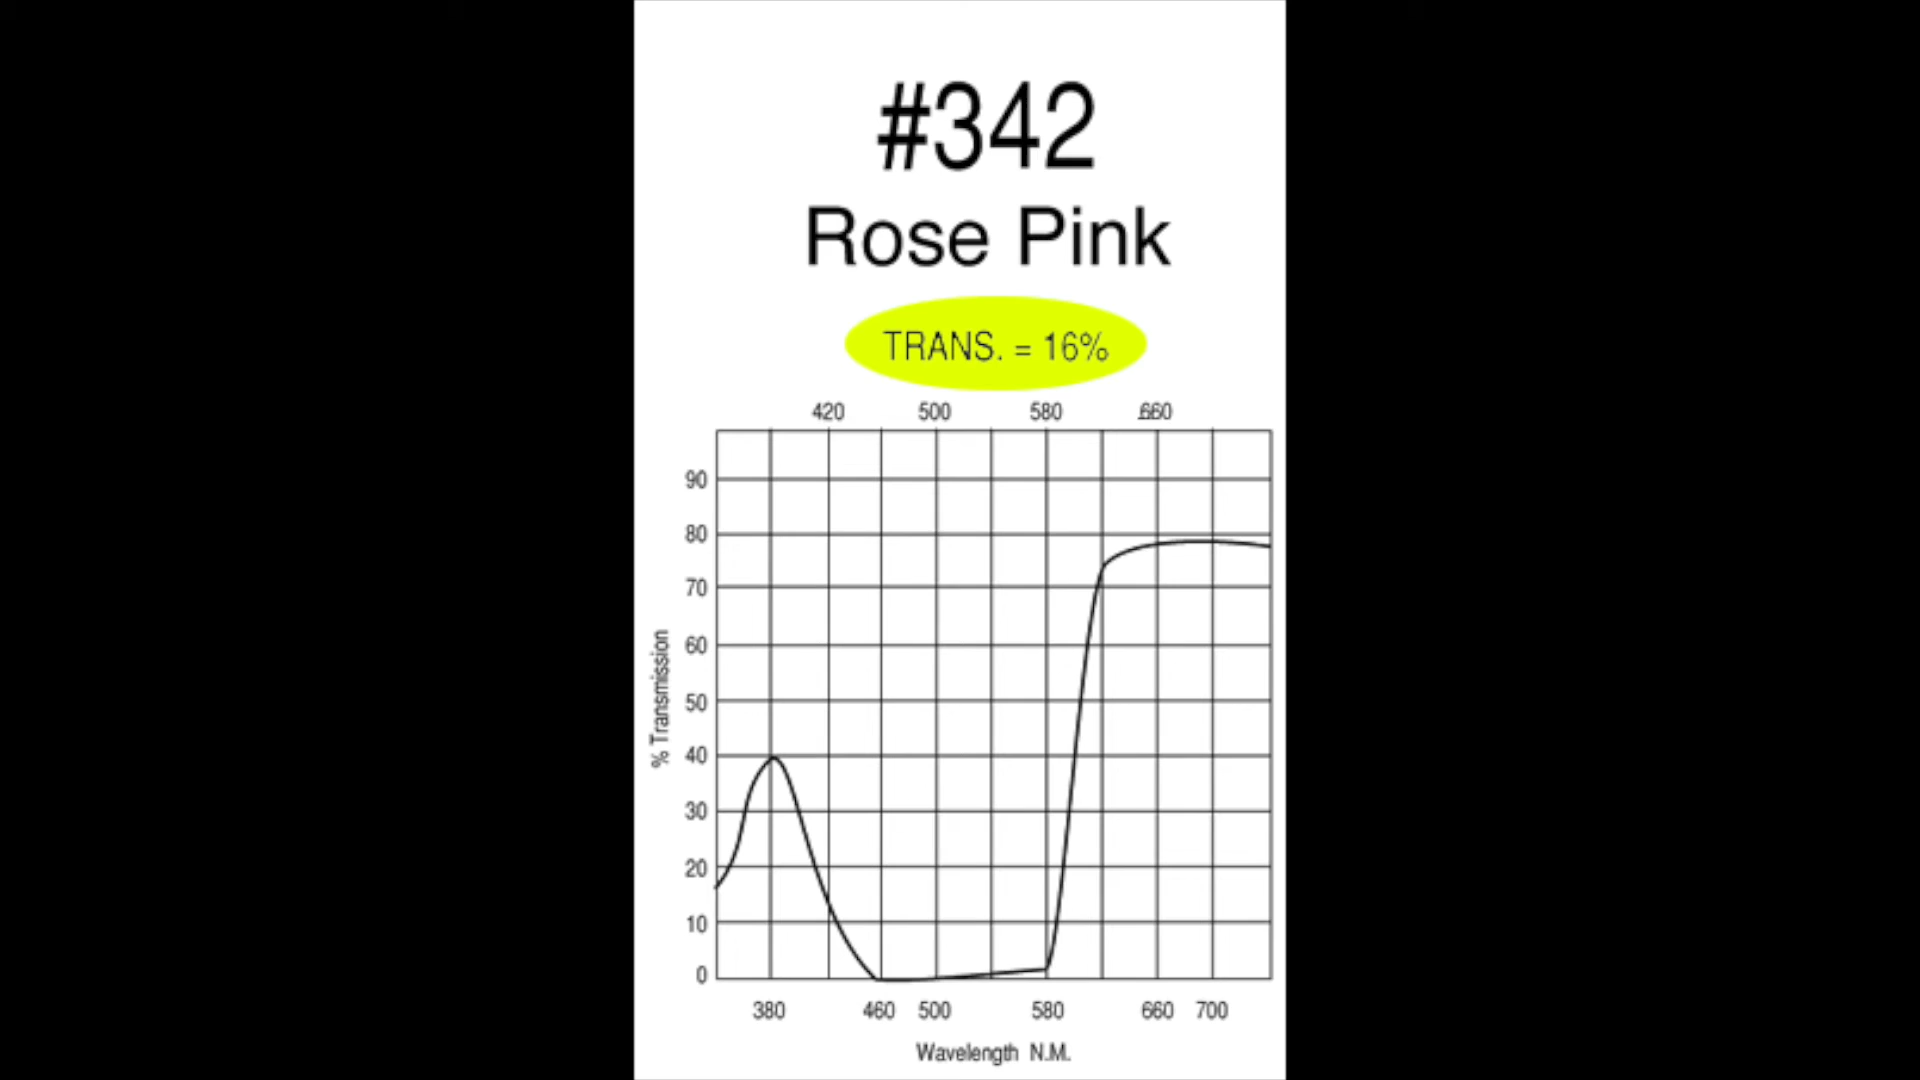 #342
Rose Pink
TRANS. = 16%
420 500 580 660
90
80
70
60
50
40
30
20
10
0
% Transmission
380 460 500 580 660 700
Wavelength N.M.